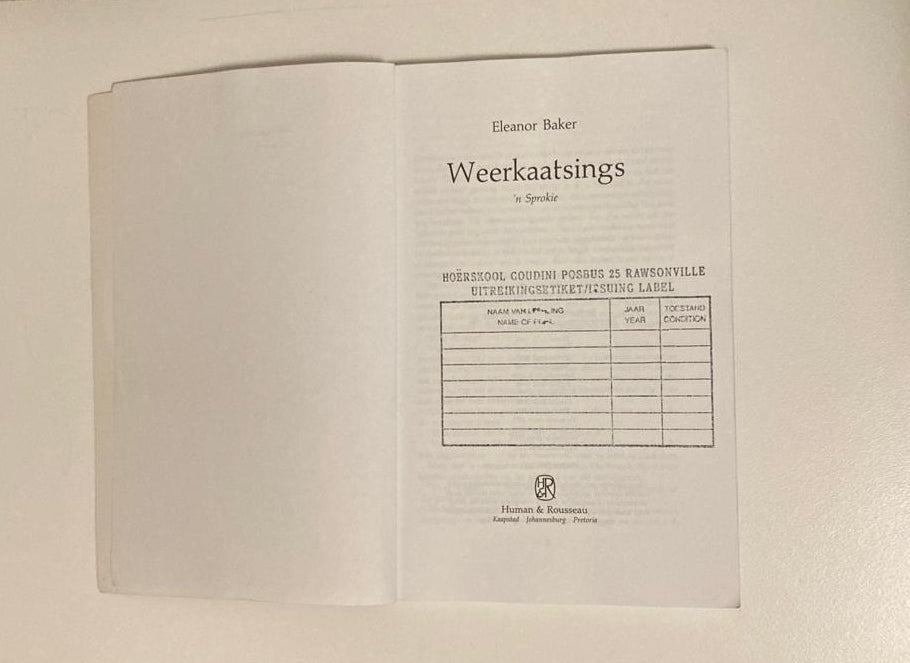 Eleanor Baker
Weerkaatsings
'n Sprokie
HOËRSKOOL GOUDINI POSBUS 25 RAWSONVILLE
UITREIKINGSETIKET/ISSUING LABEL
NAAM VAN JAAR TOESTAND
NAME OF YEAR CONDITION
H&R
Human & Rousseau
Kaapstad Johannesburg Pretoria